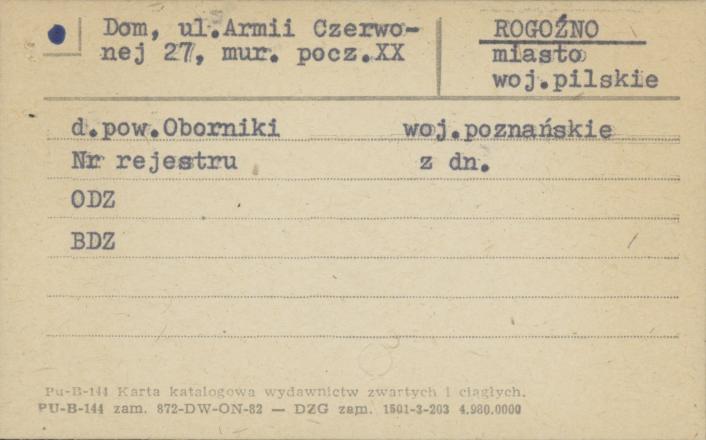 Dom, ul.Armii Czerwo-
nej 27, mur. pocz.XX
ROGOŹNO
miasto
woj.pilskie
d.pow.Oborniki woj.poznańskie
Nr rejestru z dn.
ODZ
BDZ
Pu-B-144 Karta katalogowa wydawnictw zwartych i ciągłych.
PU-B-144 zam. 872-DW-ON-82 — DZG zam. 1501-3-203 4.980.0000